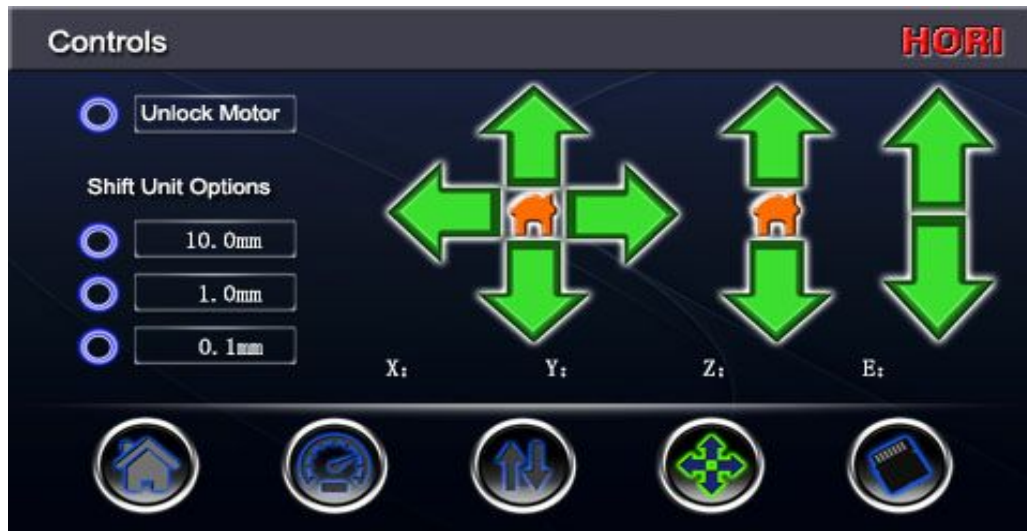 Controls
HORI
Unlock Motor
Shift Unit Options
10.0mm
1.0mm
0.1mm
X: Y: Z: E: